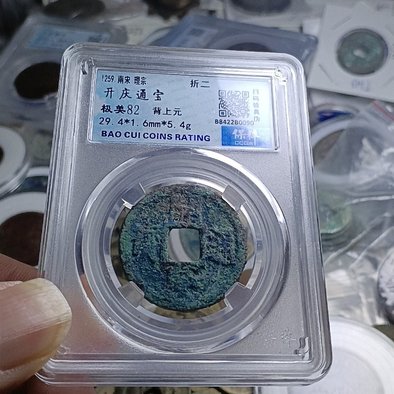 1259 南宋 理宗 折二
开庆通宝
极美82 背上元
29.4*1.6mm*5.4g
BAO CUI COINS RATING